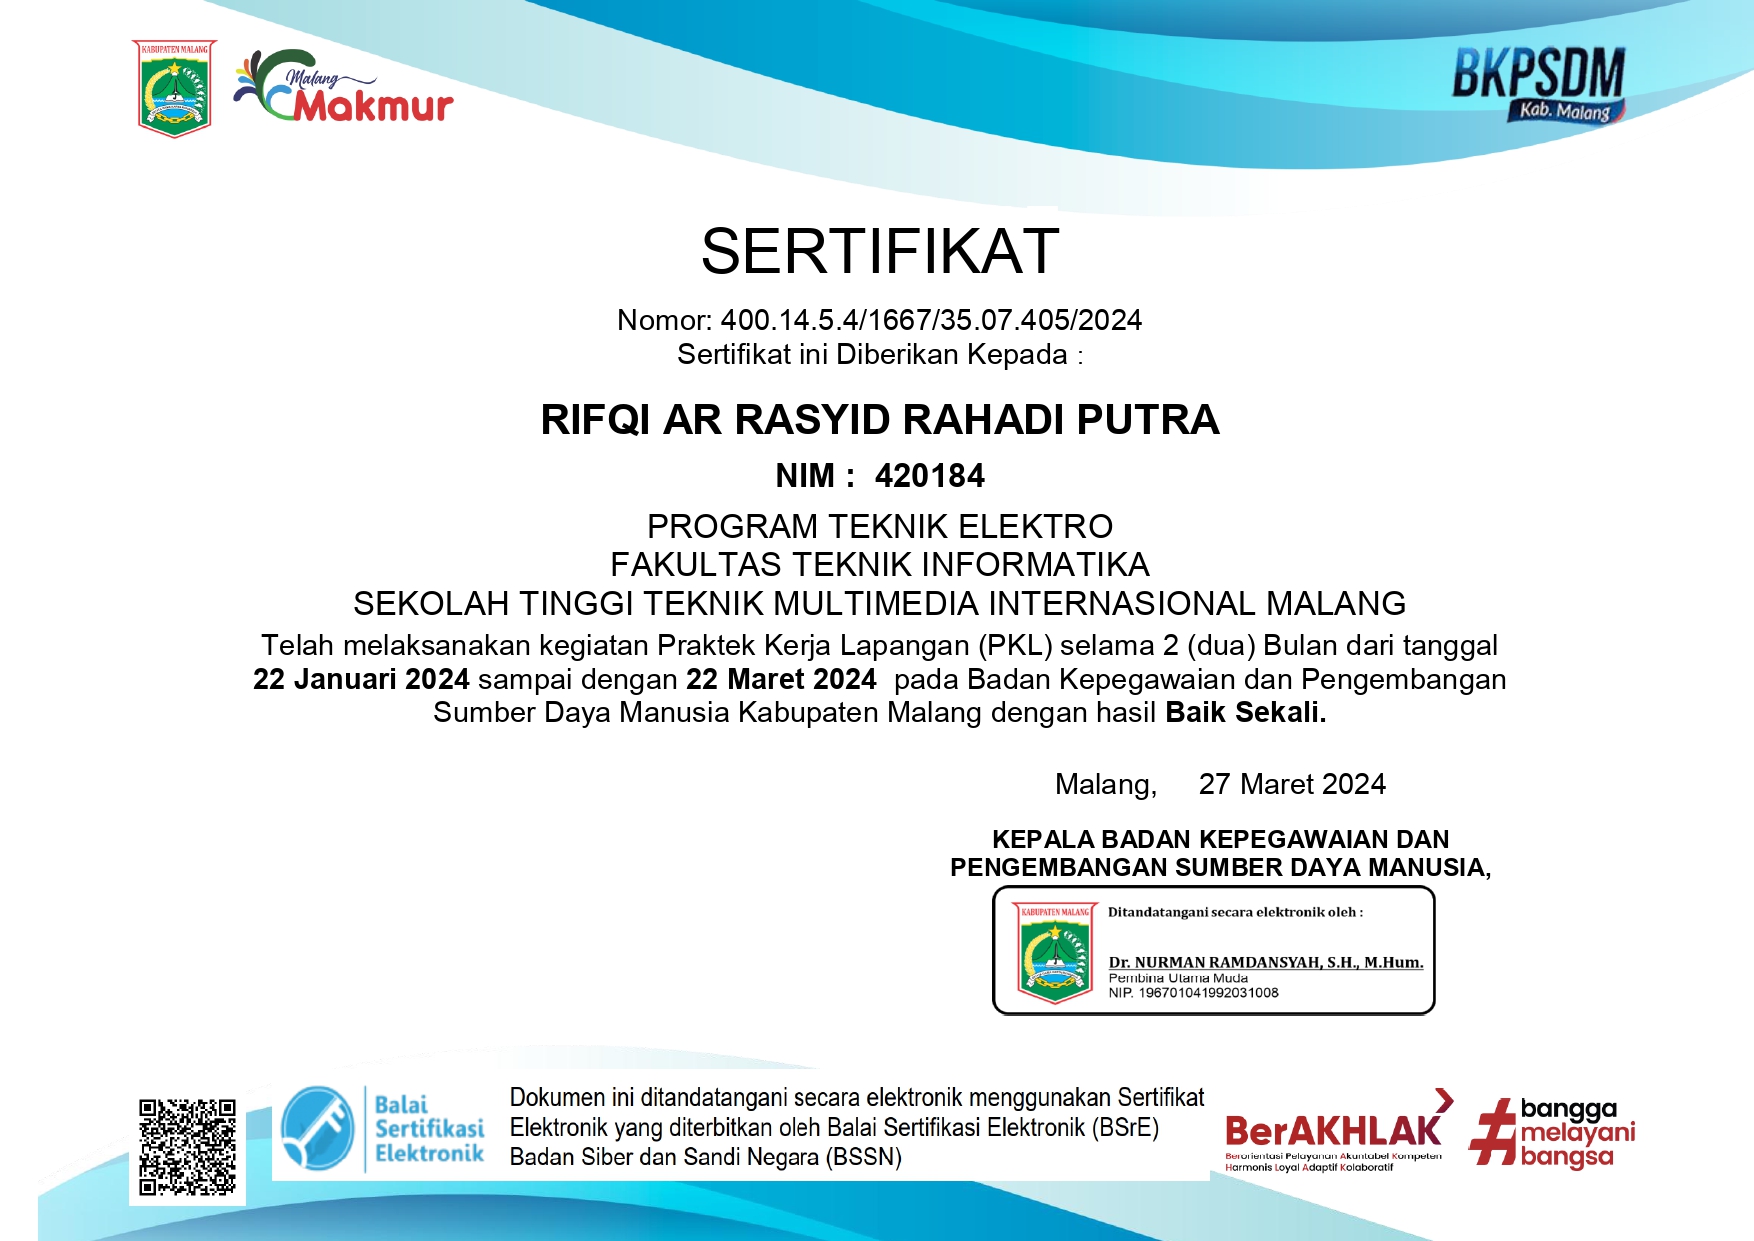 KABUPATEN MALANG
Malang
Makmur
BKPSDM
Kab. Malang
SERTIFIKAT
Nomor: 400.14.5.4/1667/35.07.405/2024
Sertifikat ini Diberikan Kepada :
RIFQI AR RASYID RAHADI PUTRA
NIM : 420184
PROGRAM TEKNIK ELEKTRO
FAKULTAS TEKNIK INFORMATIKA
SEKOLAH TINGGI TEKNIK MULTIMEDIA INTERNASIONAL MALANG
Telah melaksanakan kegiatan Praktek Kerja Lapangan (PKL) selama 2 (dua) Bulan dari tanggal
22 Januari 2024 sampai dengan 22 Maret 2024 pada Badan Kepegawaian dan Pengembangan
Sumber Daya Manusia Kabupaten Malang dengan hasil Baik Sekali.
Malang, 27 Maret 2024
KEPALA BADAN KEPEGAWAIAN DAN
PENGEMBANGAN SUMBER DAYA MANUSIA,
KABUPATEN MALANG
Ditandatangani secara elektronik oleh :
Dr. NURMAN RAMDANSYAH, S.H., M.Hum.
Pembina Utama Muda
NIP. 196701041992031008
Balai
Sertifikasi
Elektronik
Dokumen ini ditandatangani secara elektronik menggunakan Sertifikat
Elektronik yang diterbitkan oleh Balai Sertifikasi Elektronik (BSrE)
Badan Siber dan Sandi Negara (BSSN)
BerAKHLAK
Berorientasi Pelayanan Akuntabel Kompeten
Harmonis Loyal Adaptif Kolaboratif
#bangga
melayani
bangsa